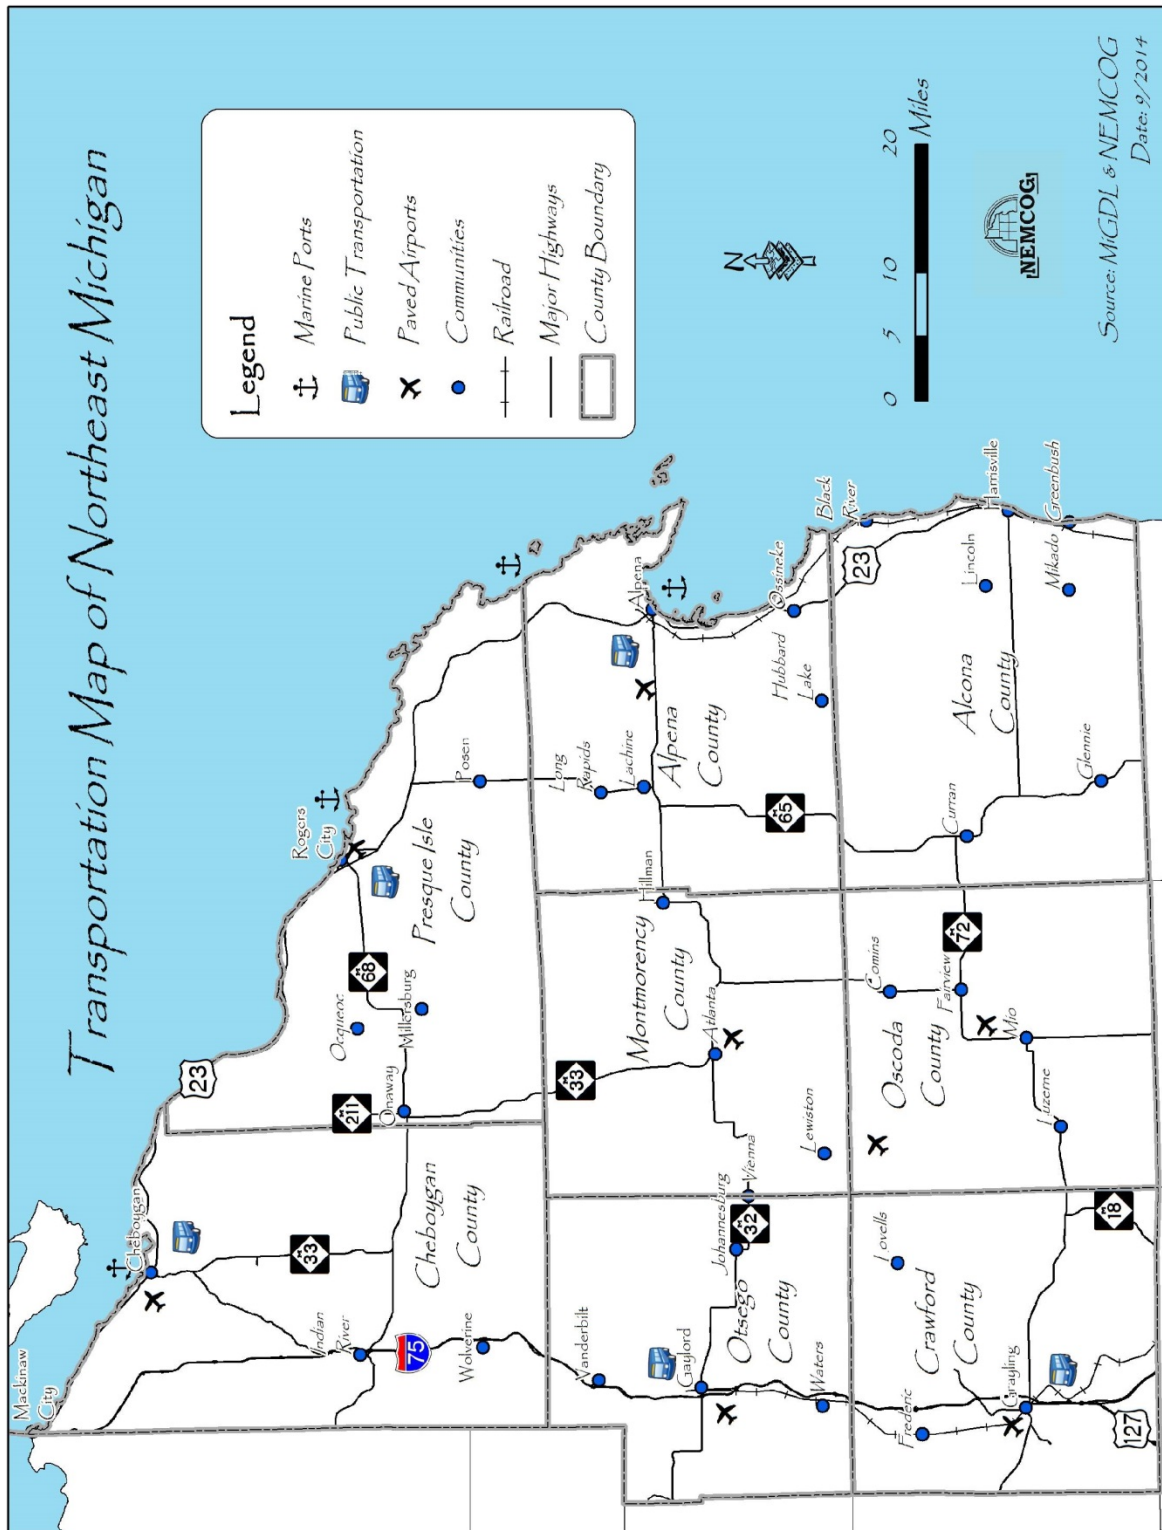 Transportation Map of Northeast Michigan
Legend
Marine Ports
Public Transportation
Paved Airports
Communities
Railroad
Major Highways
County Boundary
N
0 5 10 20
Miles
NEMCOG
Source: MiGDL & NEMCOG
Date: 9/2014
Mackinaw
City
Cheboygan
23
33
211
68
Rogers
City
Indian
River
Onaway
Ocqueoc
Millersburg
75
Wolverine
Cheboygan
County
Presque Isle
County
Posen
Vanderbilt
33
Long
Rapids
Lachine
Alpena
Gaylord
Johannesburg
32
Vienna
Atlanta
Hillman
Otsego
County
Montmorency
County
Alpena
County
Waters
Lewiston
65
Hubbard
Lake
Ossineke
Black
River
23
Frederic
Lovells
Crawford
County
Oscoda
County
Comins
Fairview
72
Curran
Alcona
County
Lincoln
Harrisville
Grayling
Luzerne
Mio
Glennie
Mikado
Greenbush
127
18